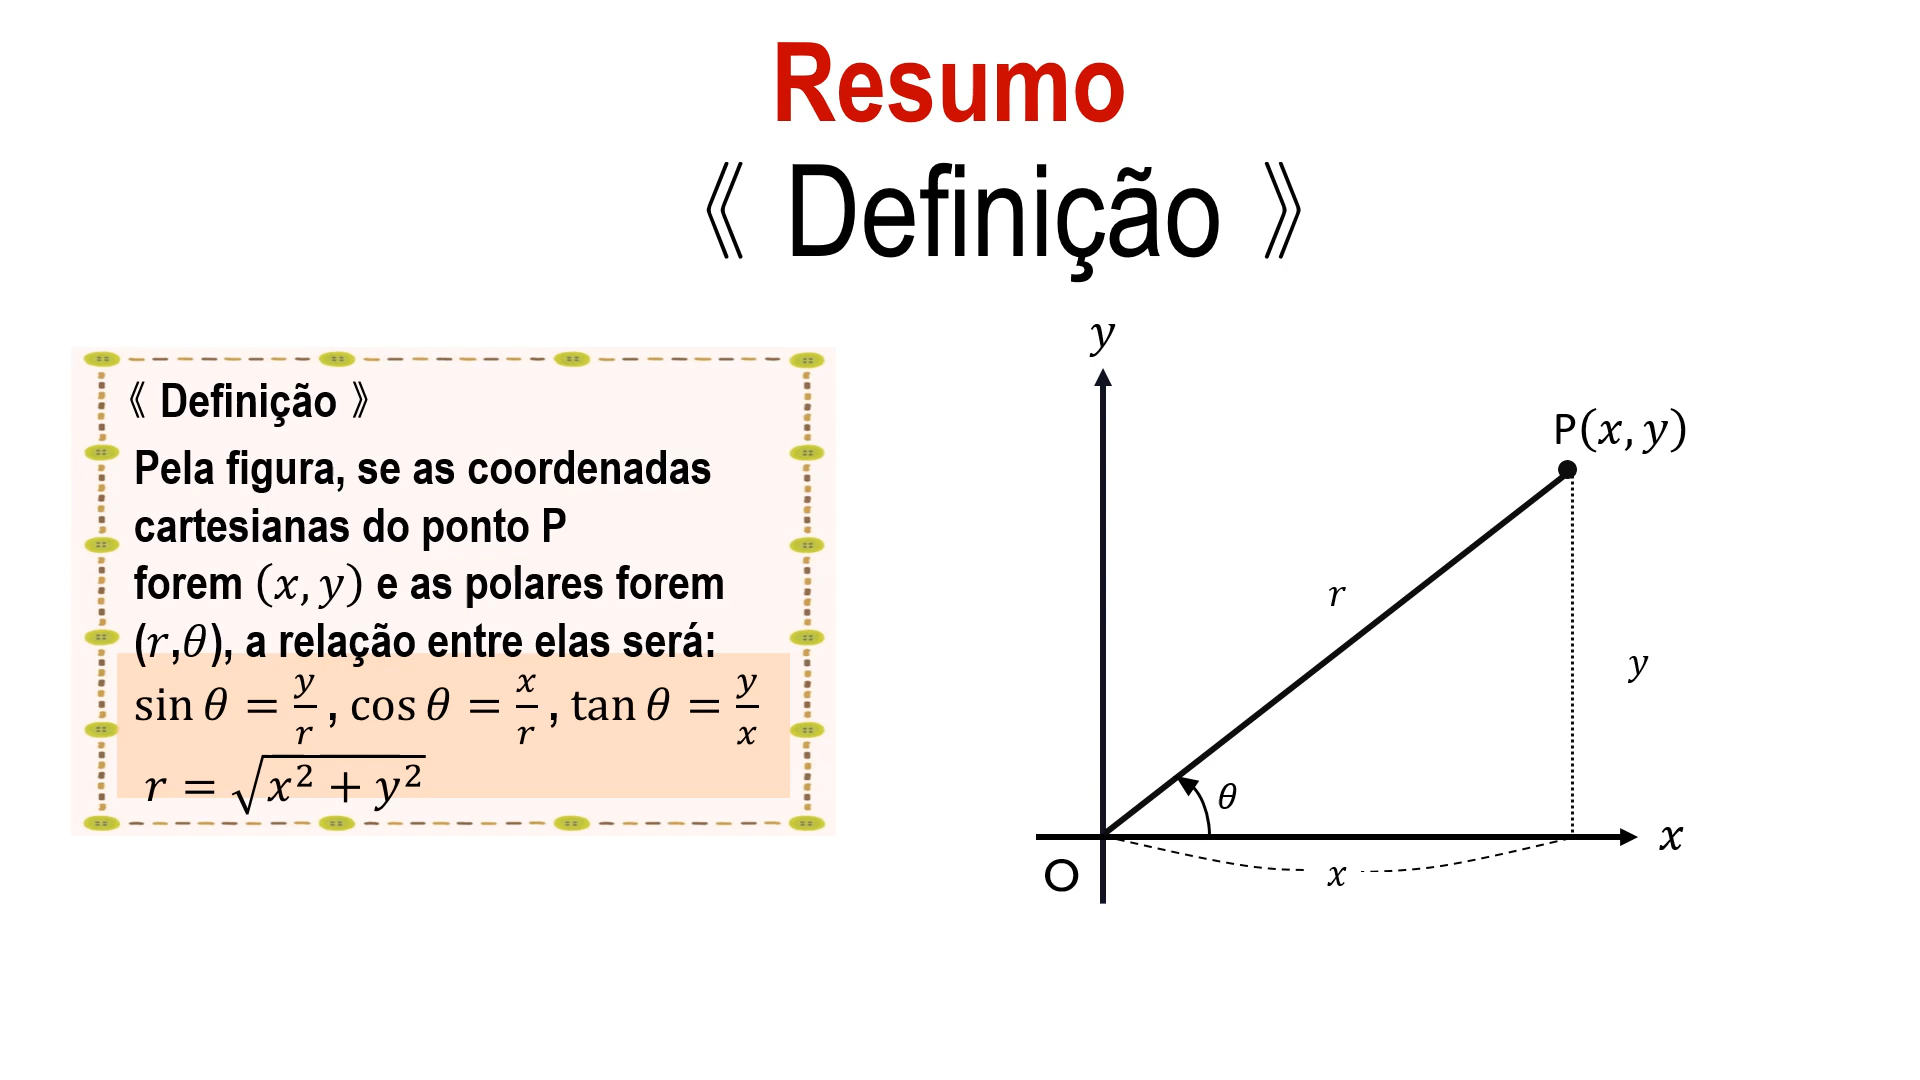 Resumo
《 Definição 》
《 Definição 》
Pela figura, se as coordenadas
cartesianas do ponto P
forem (x, y) e as polares forem
(r,θ), a relação entre elas será:
sin θ = y/r , cos θ = x/r , tan θ = y/x
r = √(x² + y²)
y
P(x, y)
r
y
θ
x
O
x